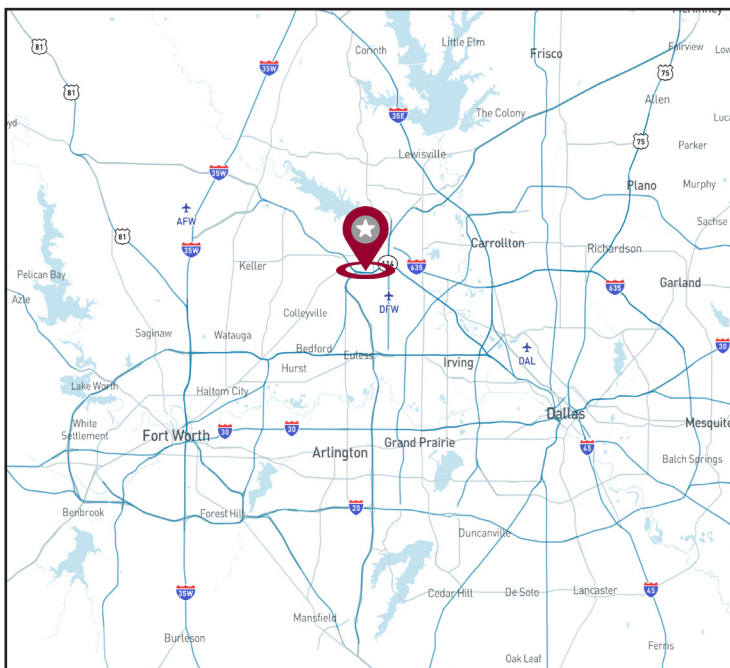 McKinney
81
Corinth
Little Elm
Frisco
Fairview
35W
75
81
Allen
The Colony
35E
75
Parker
Lewisville
35W
Plano
Murphy
AFW
Sachse
81
35W
Carrollton
Richardson
Keller
635
Garland
Pelican Bay
635
Azle
DFW
Colleyville
Saginaw
Watauga
Bedford
Euless
Irving
DAL
30
Hurst
Lake Worth
Haltom City
White
Settlement
Fort Worth
30
30
Arlington
Grand Prairie
Dallas
Mesquite
45
Balch Springs
Benbrook
Forest Hill
20
Duncanville
35W
Cedar Hill
De Soto
Lancaster
45
Mansfield
Burleson
Oak Leaf
Ferris